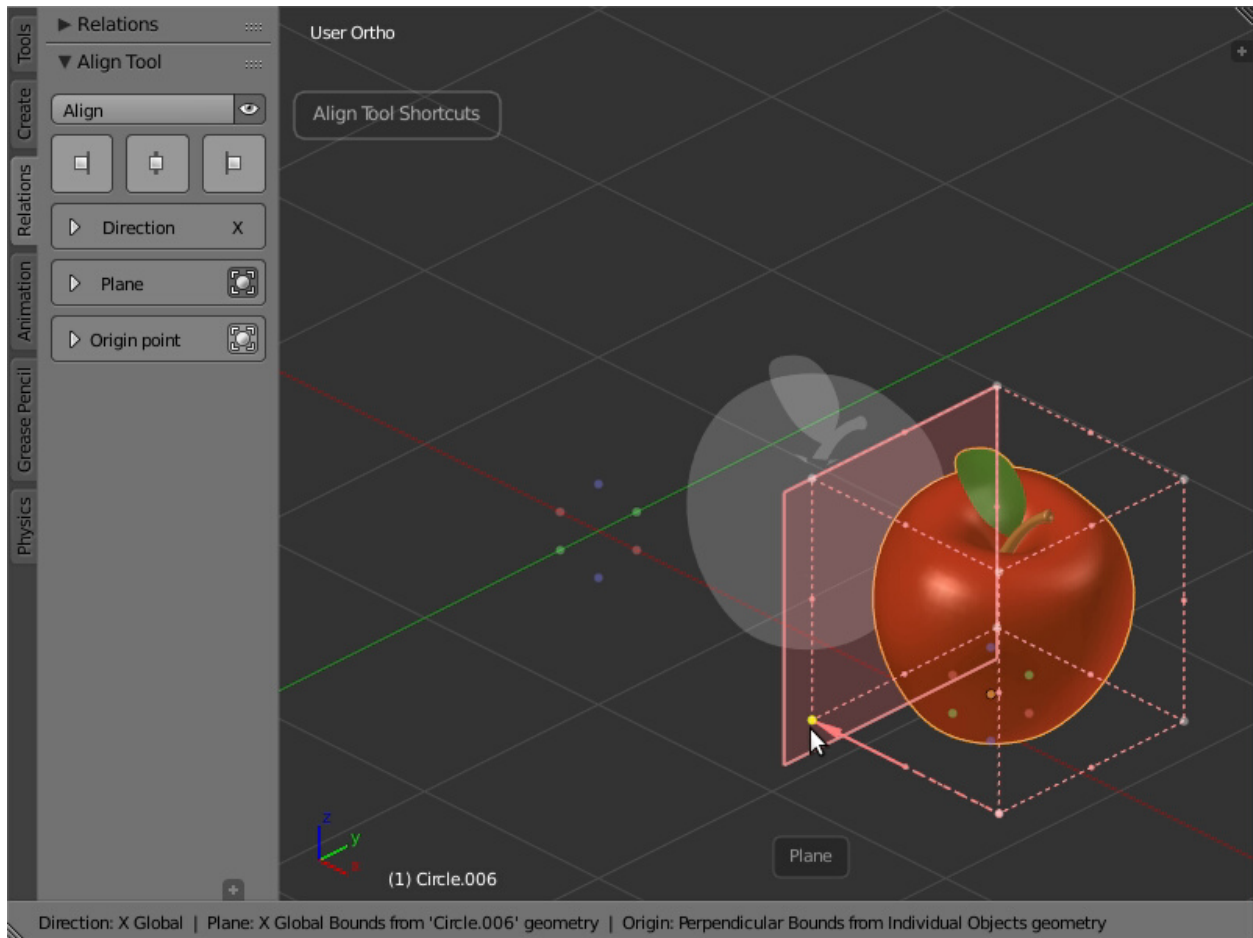 Tools
Create
Relations
Animation
Grease Pencil
Physics
Relations
Align Tool
Align
Direction X
Plane
Origin point
User Ortho
Align Tool Shortcuts
Plane
z
y
x
(1) Circle.006
Direction: X Global | Plane: X Global Bounds from 'Circle.006' geometry | Origin: Perpendicular Bounds from Individual Objects geometry